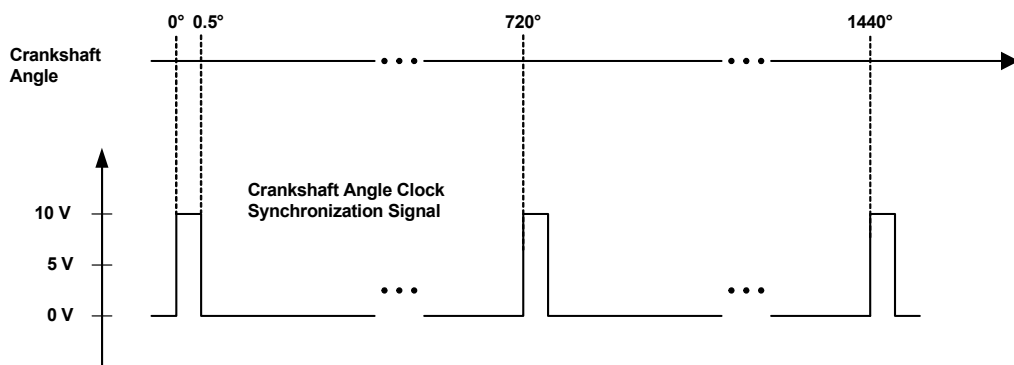 0° 0.5° 720° 1440°
Crankshaft
Angle
Crankshaft Angle Clock
Synchronization Signal
10 V
5 V
0 V